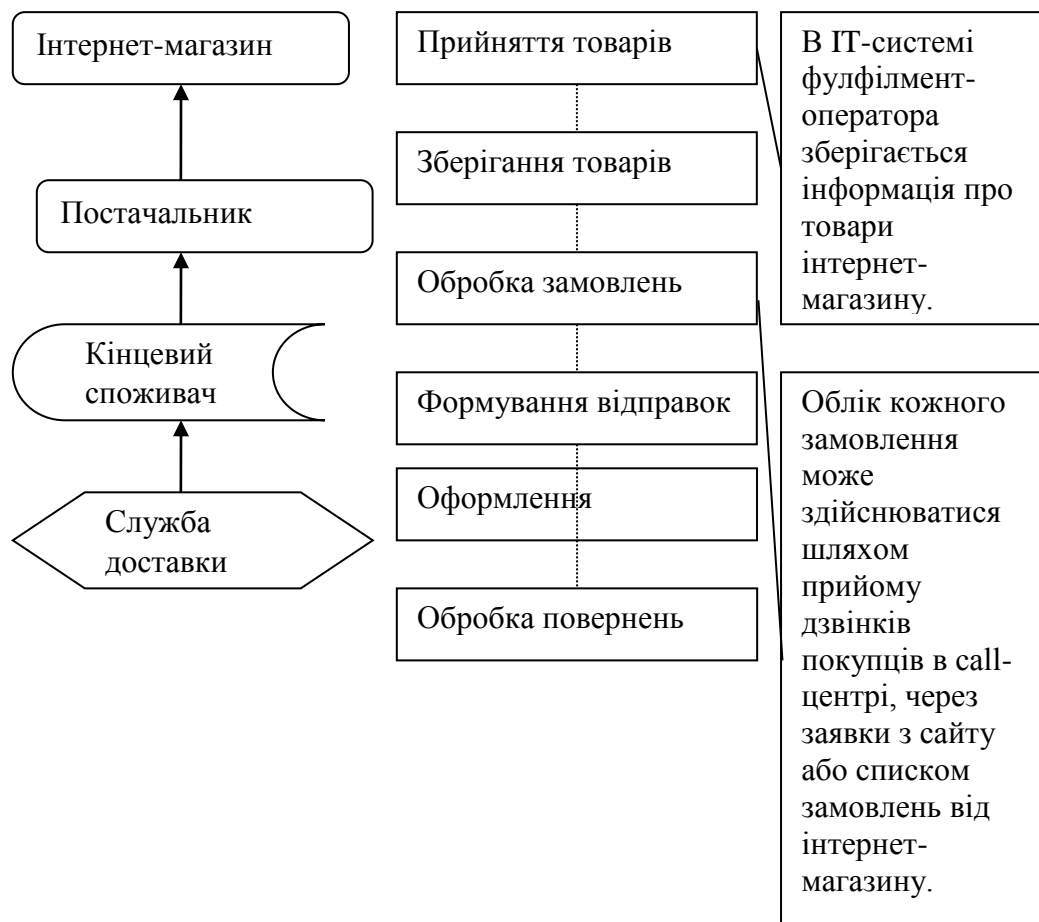 Інтернет-магазин
Постачальник
Кінцевий
споживач
Служба
доставки
Прийняття товарів
Зберігання товарів
Обробка замовлень
Формування відправок
Оформлення
Обробка повернень
В ІТ-системі
фулфілмент-
оператора
зберігається
інформація про
товари
інтернет-
магазину.
Облік кожного
замовлення
може
здійснюватися
шляхом
прийому
дзвінків
покупців в call-
центрі, через
заявки з сайту
або списком
замовлень від
інтернет-
магазину.